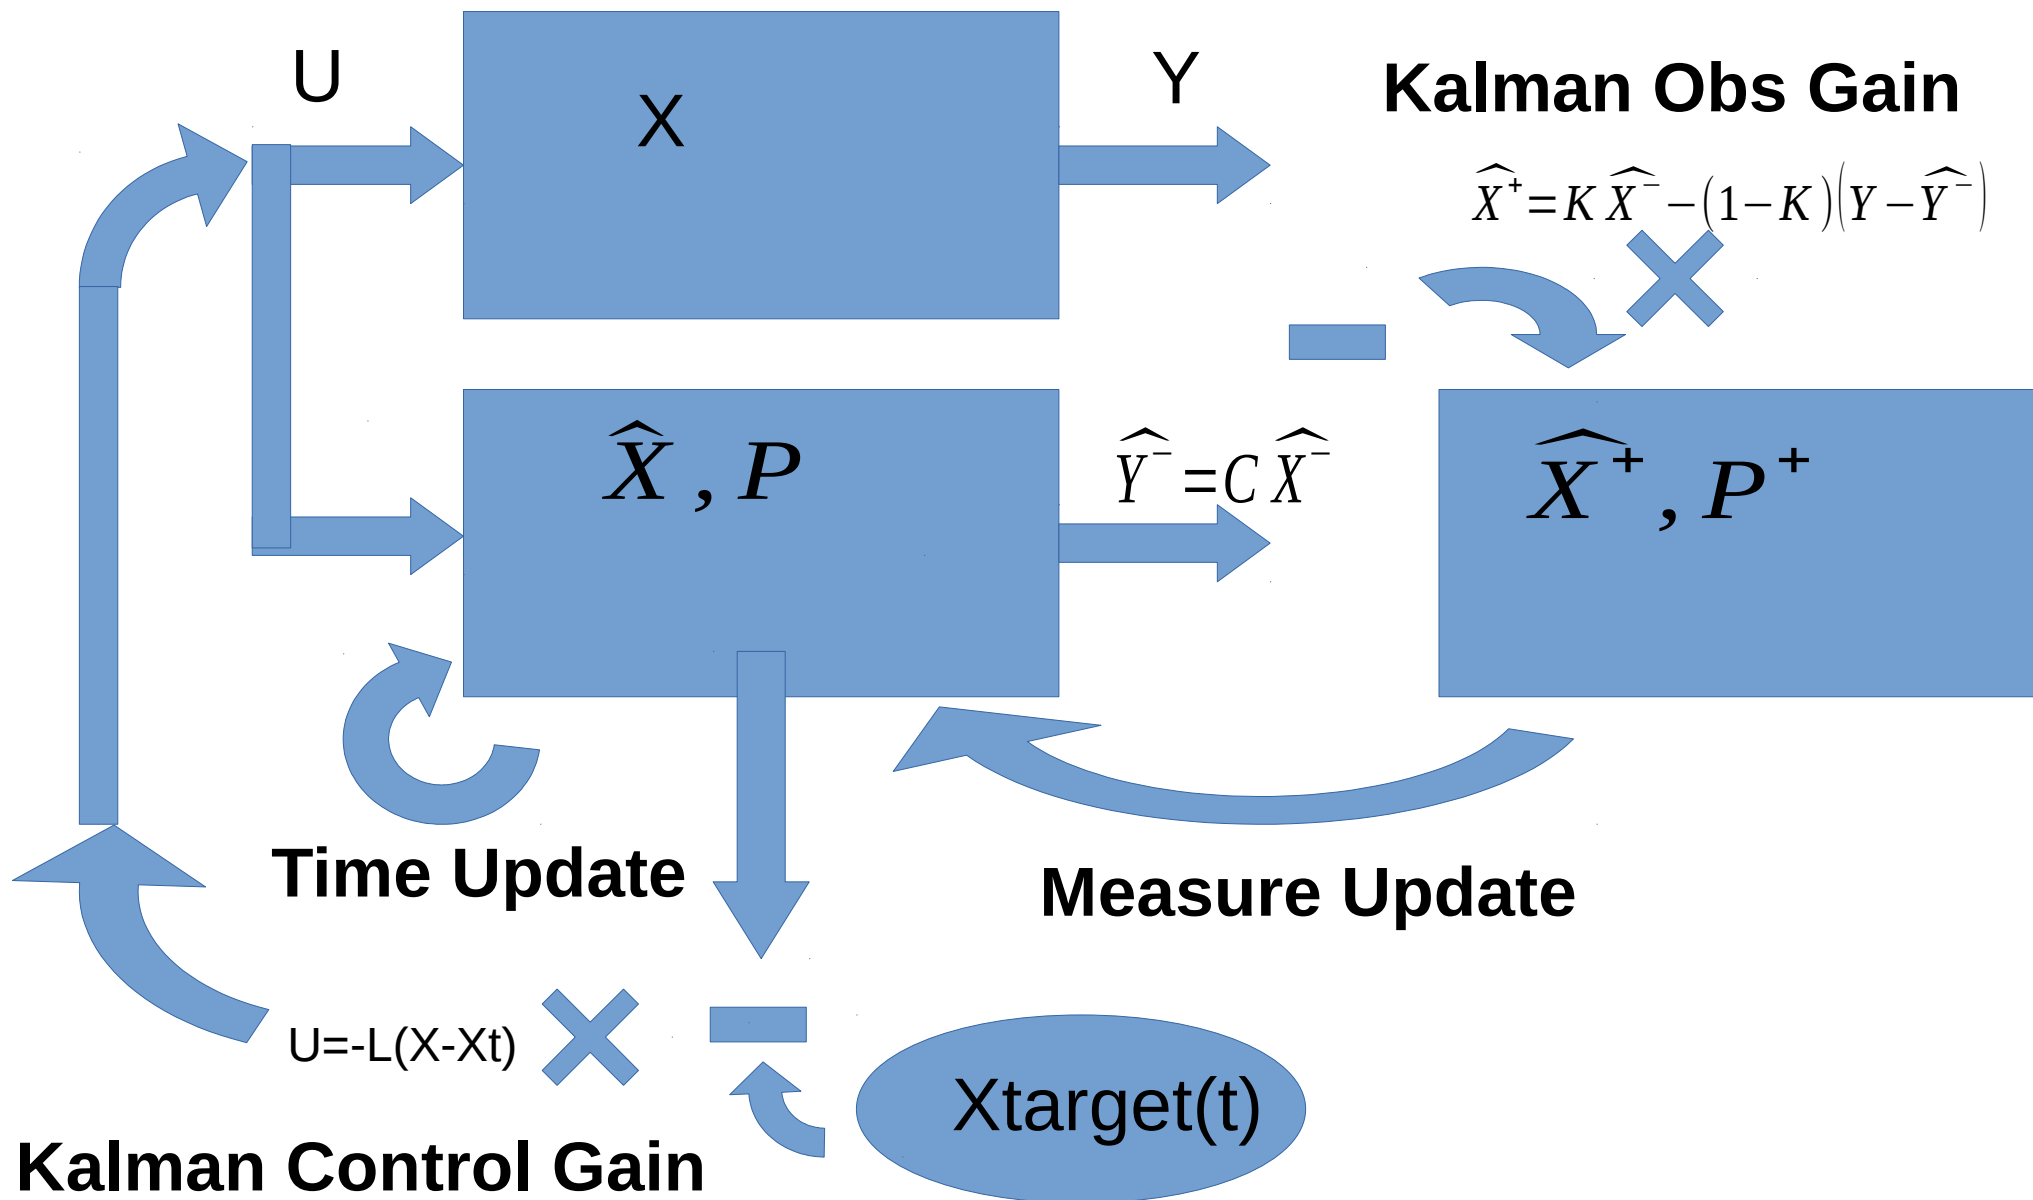 U
Y
Kalman Obs Gain
X
X̂⁺=K X̂⁻−(1−K)(Y−Ŷ⁻)
X̂ , P
Ŷ⁻=C X̂⁻
X̂⁺, P⁺
Time Update
Measure Update
U=-L(X-Xt)
Xtarget(t)
Kalman Control Gain